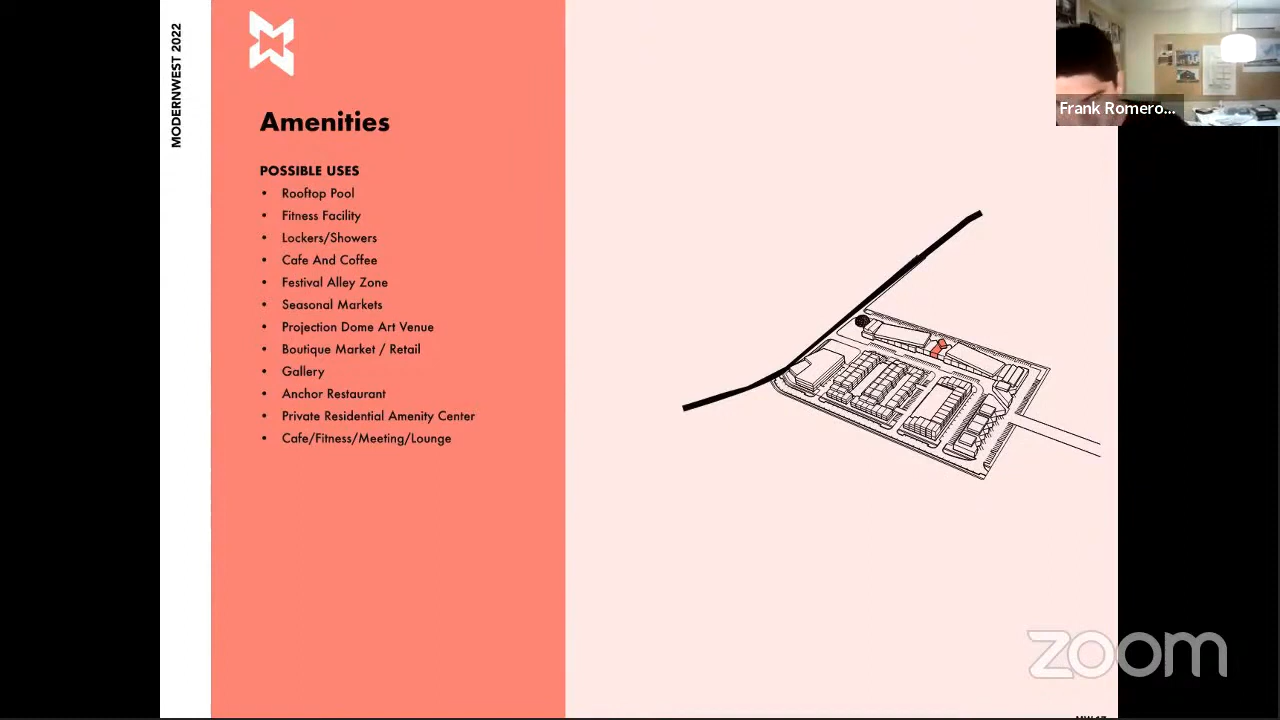 MODERNWEST 2022
Amenities
POSSIBLE USES
• Rooftop Pool
• Fitness Facility
• Lockers/Showers
• Cafe And Coffee
• Festival Alley Zone
• Seasonal Markets
• Projection Dome Art Venue
• Boutique Market / Retail
• Gallery
• Anchor Restaurant
• Private Residential Amenity Center
• Cafe/Fitness/Meeting/Lounge
Frank Romero...
zoom